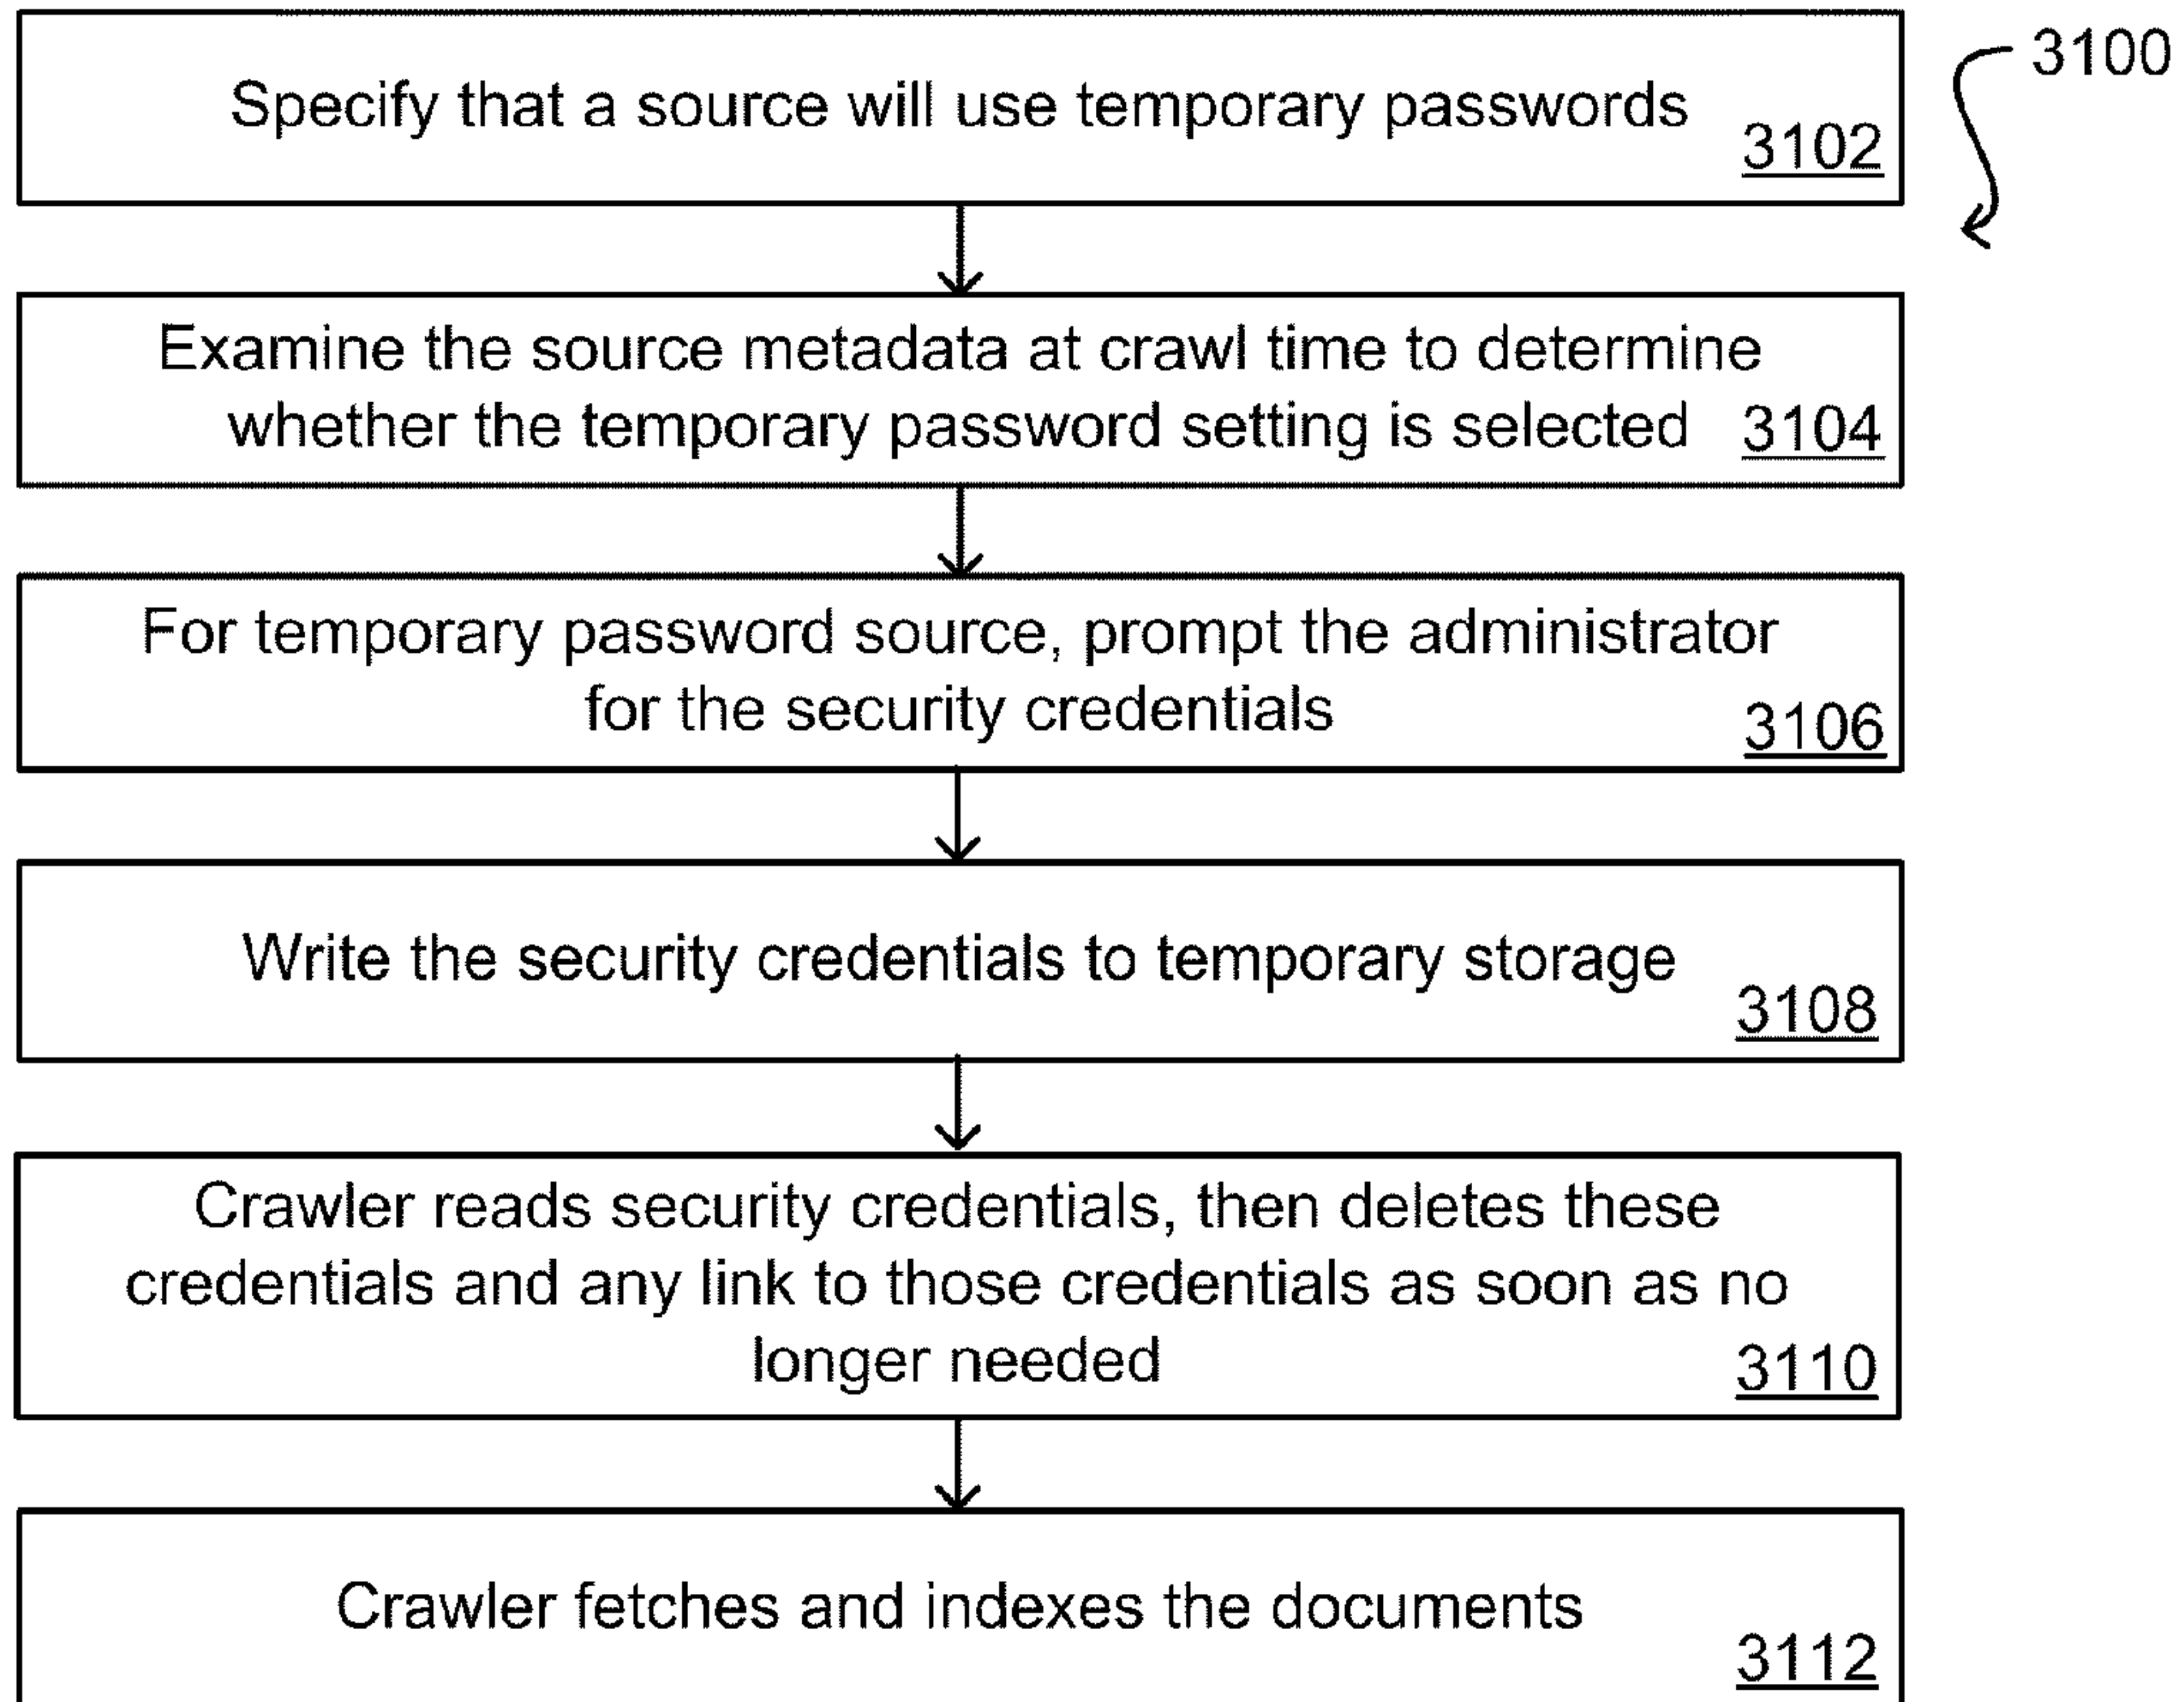 3100
Specify that a source will use temporary passwords
3102
Examine the source metadata at crawl time to determine
whether the temporary password setting is selected 3104
For temporary password source, prompt the administrator
for the security credentials
3106
Write the security credentials to temporary storage
3108
Crawler reads security credentials, then deletes these
credentials and any link to those credentials as soon as no
longer needed
3110
Crawler fetches and indexes the documents
3112